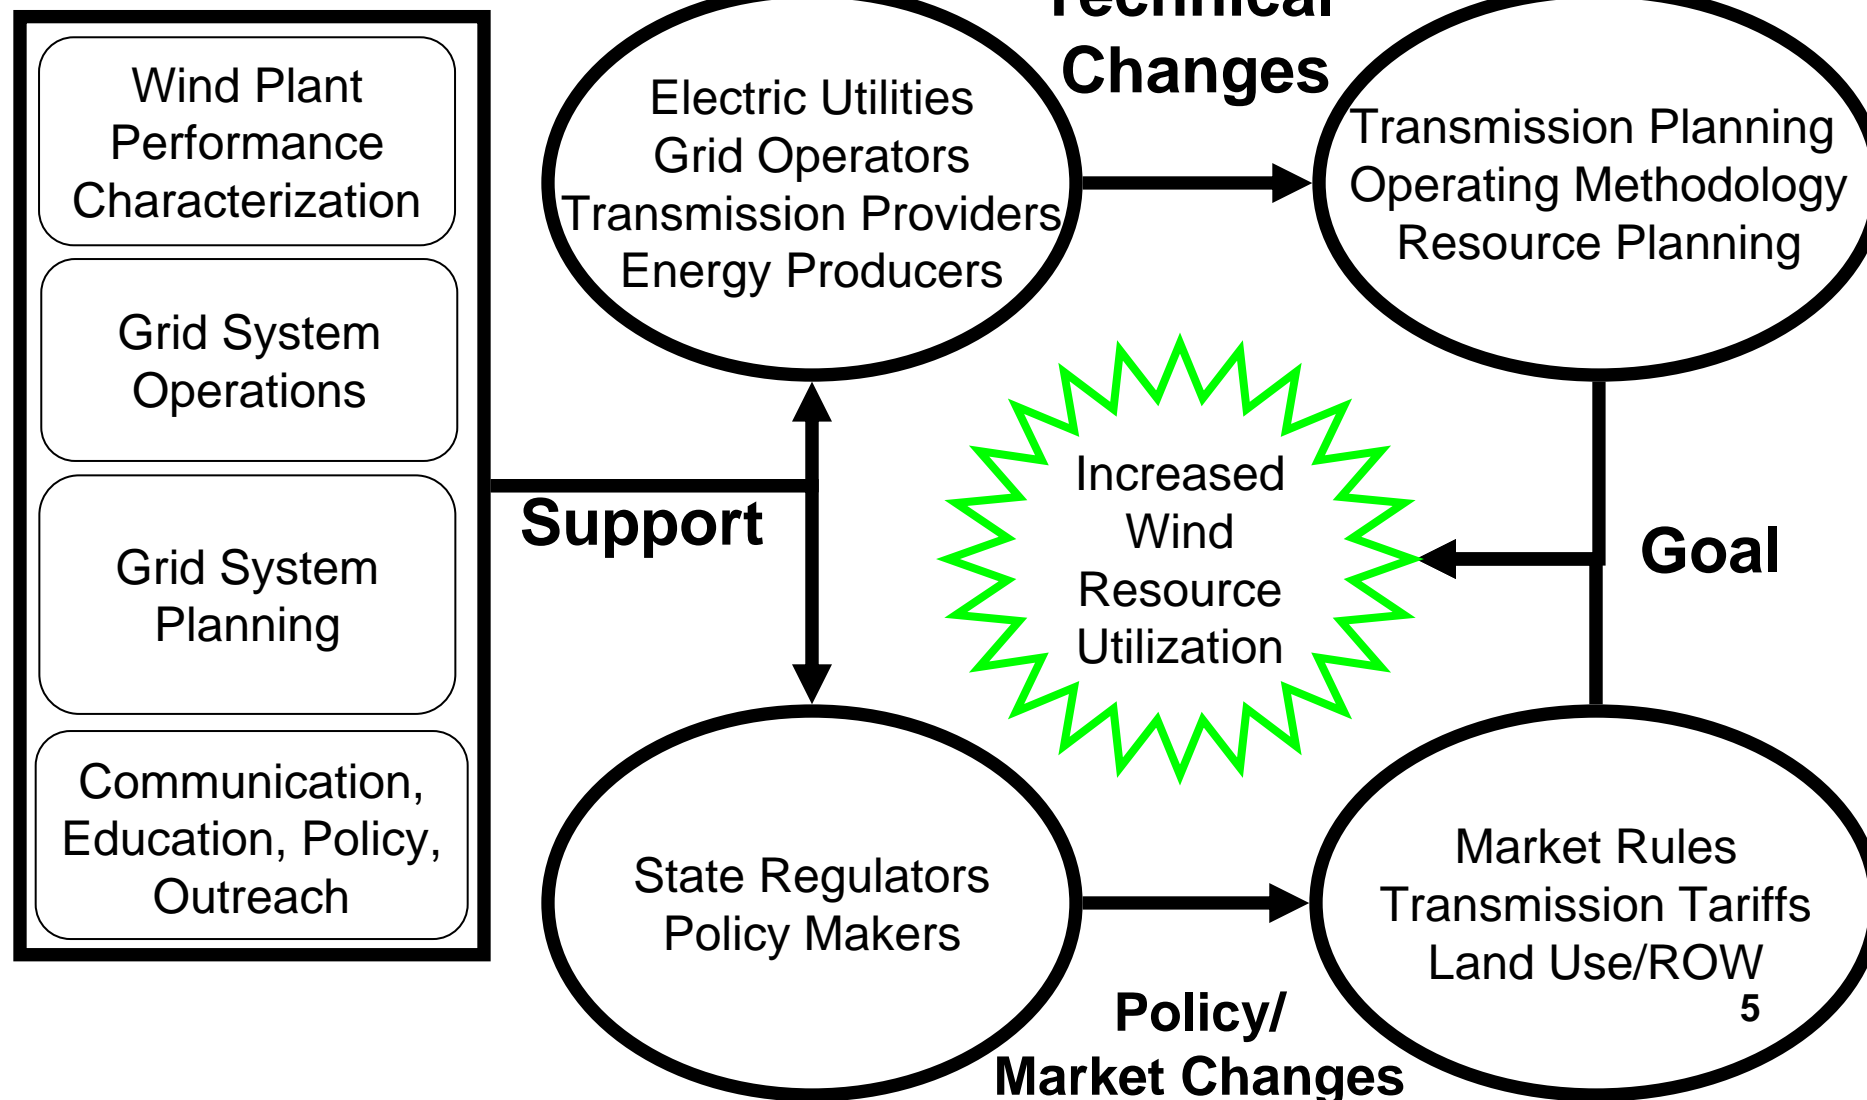 Wind Plant
Performance
Characterization
Grid System
Operations
Grid System
Planning
Communication,
Education, Policy,
Outreach
Support
Electric Utilities
Grid Operators
Transmission Providers
Energy Producers
Technical
Changes
Transmission Planning
Operating Methodology
Resource Planning
Increased
Wind
Resource
Utilization
Goal
State Regulators
Policy Makers
Policy/
Market Changes
Market Rules
Transmission Tariffs
Land Use/ROW
5